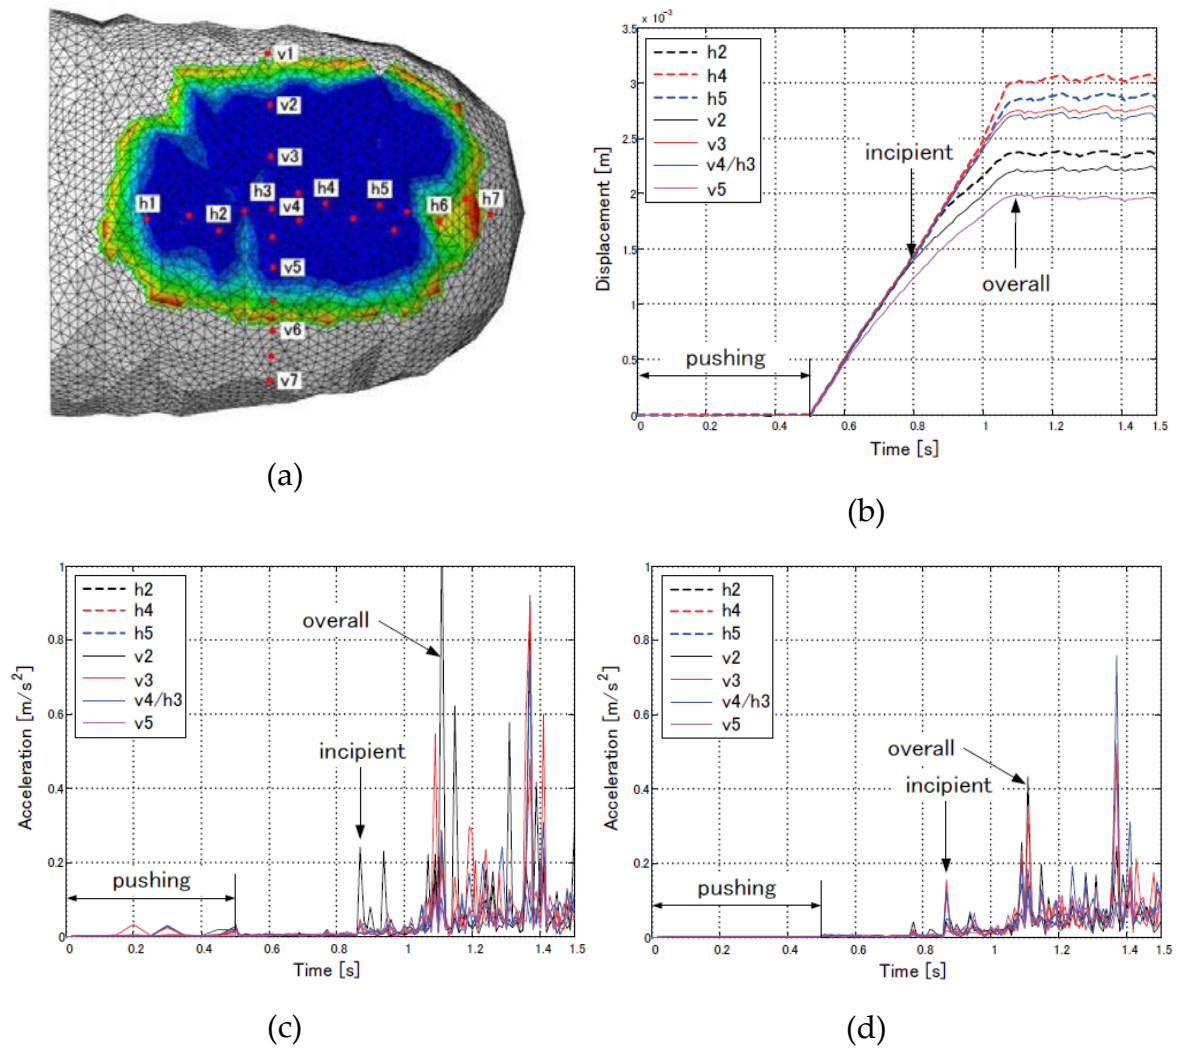 v1
v2
v3
h3
h4
h5
h1
h2
v4
h6
h7
v5
v6
v7
(a)
× 10⁻³
3.5
3
2.5
2
1.5
1
0.5
0
Displacement [m]
h2
h4
h5
v2
v3
v4/h3
v5
incipient
overall
pushing
0 0.2 0.4 0.6 0.8 1 1.2 1.4 1.5
Time [s]
(b)
1
0.8
0.6
0.4
0.2
0
Acceleration [m/s²]
h2
h4
h5
v2
v3
v4/h3
v5
overall
incipient
pushing
0 0.2 0.4 0.6 0.8 1 1.2 1.4 1.5
Time [s]
(c)
1
0.8
0.6
0.4
0.2
0
Acceleration [m/s²]
h2
h4
h5
v2
v3
v4/h3
v5
overall
incipient
pushing
0 0.2 0.4 0.6 0.8 1 1.2 1.4 1.5
Time [s]
(d)